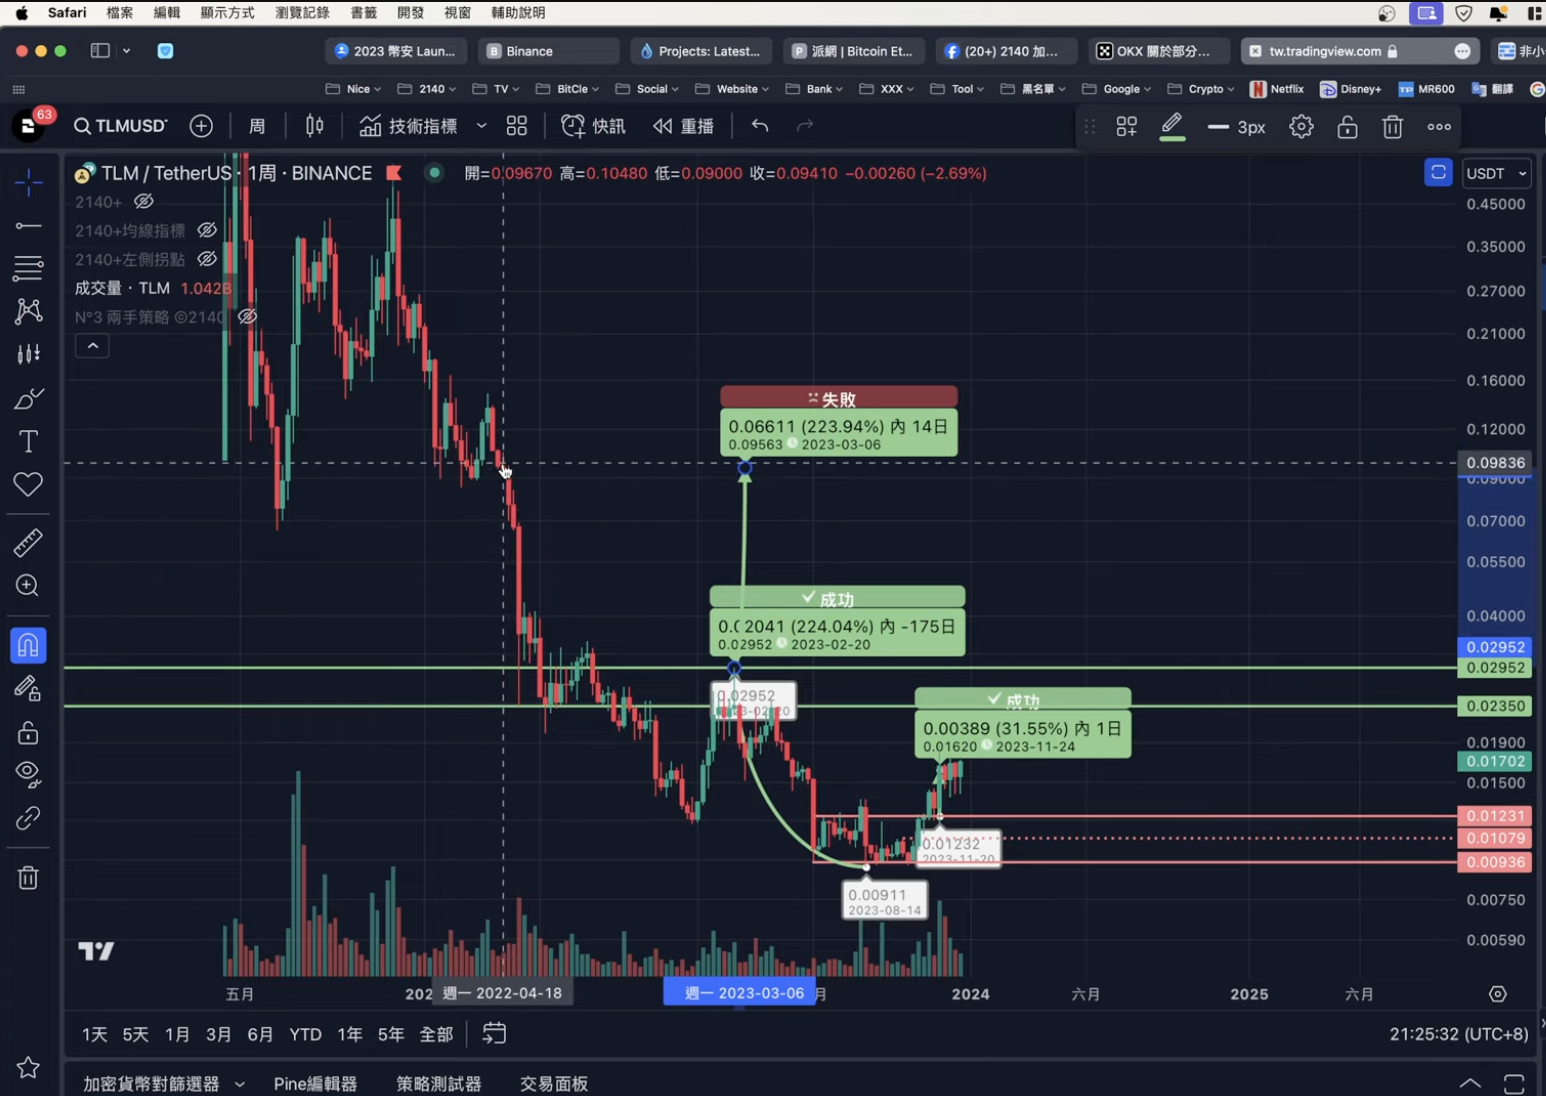 Safari 檔案 編輯 顯示方式 瀏覽記錄 書籤 開發 視窗 輔助說明
2023 幣安 Laun... Binance Projects: Latest... 派網 | Bitcoin Et... (20+) 2140 加... OKX 關於部分... tw.tradingview.com 非小
Nice 2140 TV BitCle Social Website Bank XXX Tool 黑名單 Google Crypto Netflix Disney+ MR600 翻譯
63 TLMUSD 周 技術指標 快訊 重播 3px
TLM / TetherUS · 1周 · BINANCE 開=0.09670 高=0.10480 低=0.09000 收=0.09410 −0.00260 (−2.69%) USDT
2140+
2140+均線指標
2140+左側拐點
成交量 · TLM 1.042B
N°3 兩手策略 ©2140
0.45000
0.35000
0.27000
0.21000
0.16000
0.12000
0.09836
0.09000
0.07000
0.05500
0.04000
0.02952
0.02952
0.02350
0.01900
0.01702
0.01500
0.01231
0.01079
0.00936
0.00750
0.00590
失敗
0.06611 (223.94%) 內 14日
0.09563 2023-03-06
成功
2041 (224.04%) 內 -175日
0.02952 2023-02-20
0.02952
成功
0.00389 (31.55%) 內 1日
0.01620 2023-11-24
0.01232
2023-11-20
0.00911
2023-08-14
五月 週一 2022-04-18 週一 2023-03-06 月 2024 六月 2025 六月
1天 5天 1月 3月 6月 YTD 1年 5年 全部 21:25:32 (UTC+8)
加密貨幣對篩選器 Pine編輯器 策略測試器 交易面板